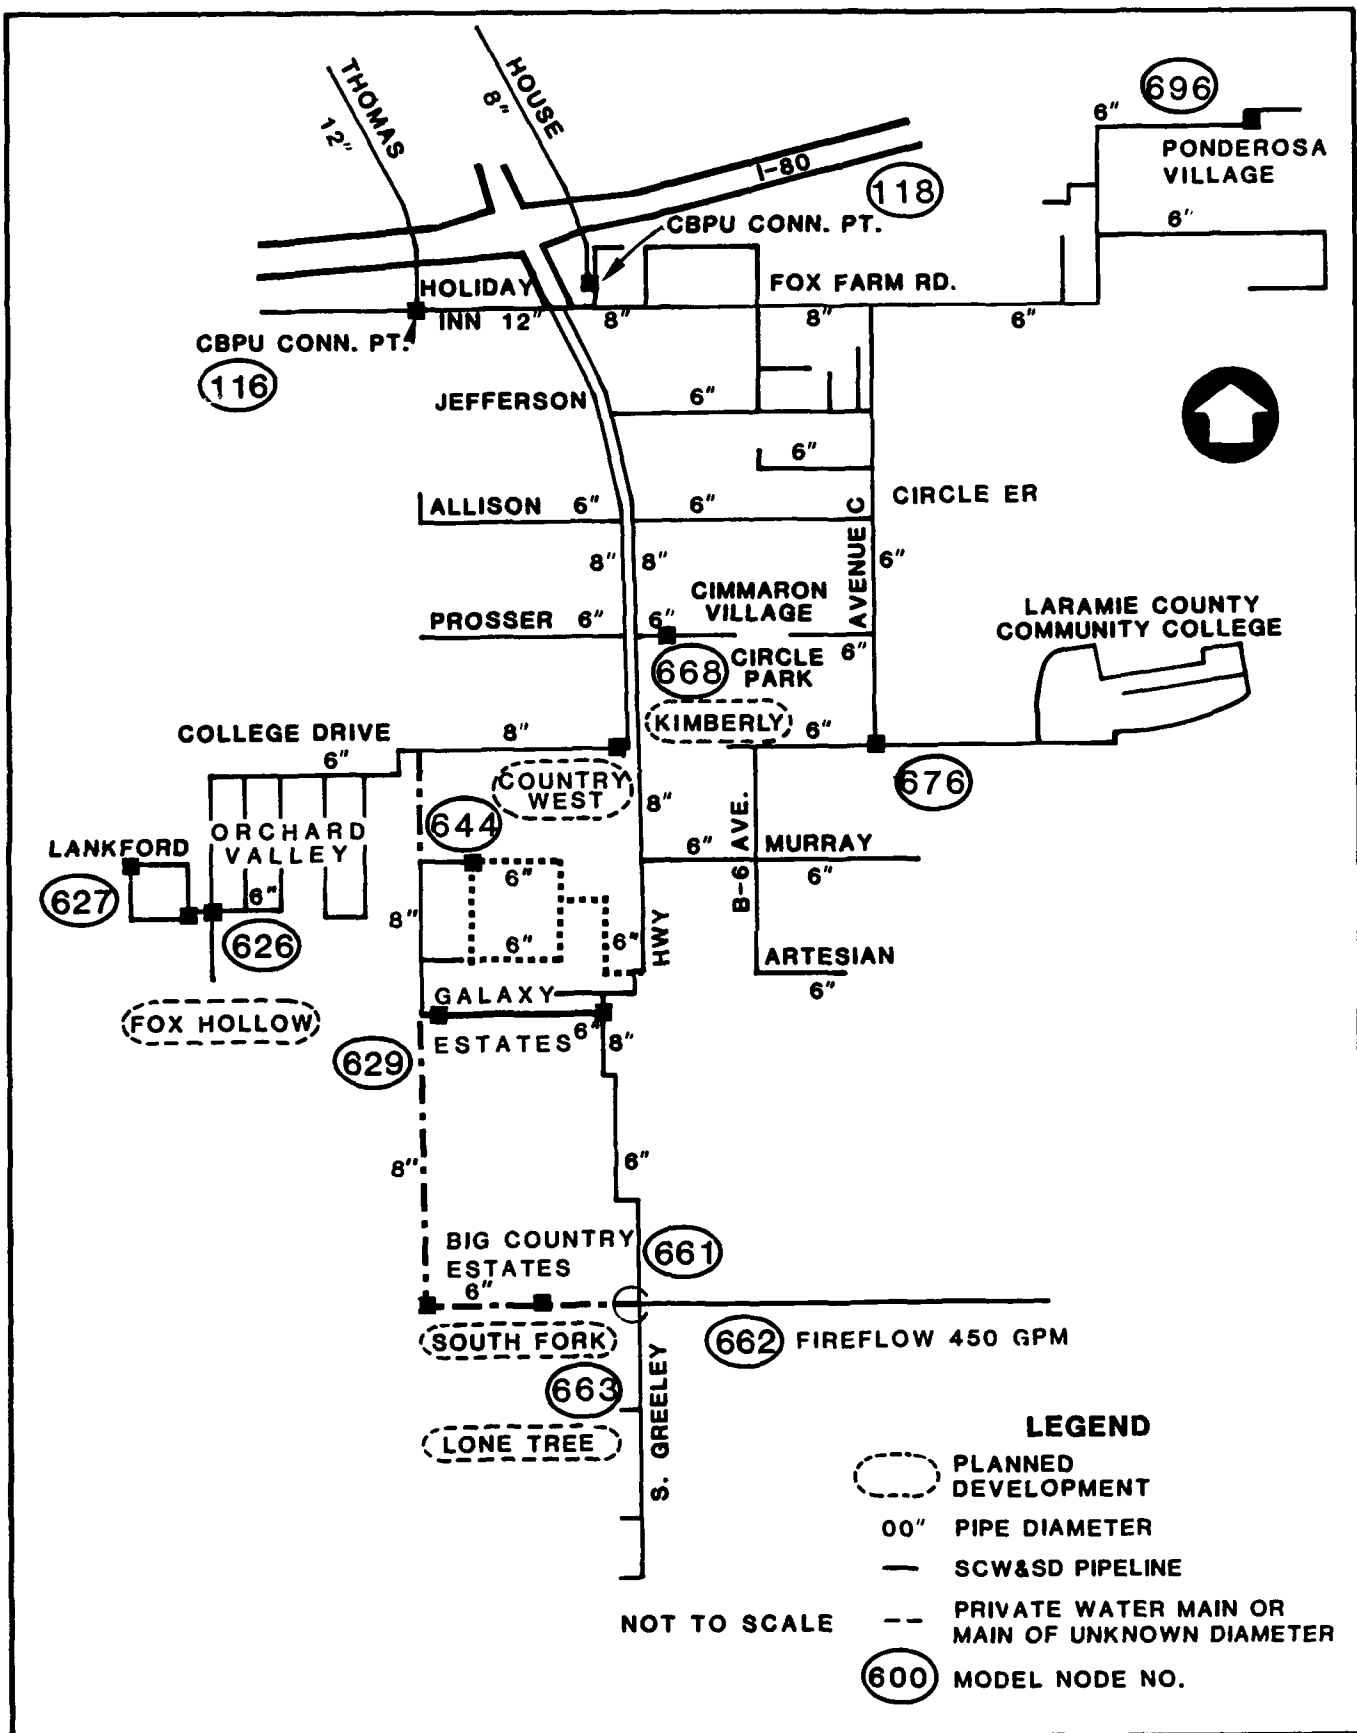 696
6"
PONDEROSA
VILLAGE
6"
THOMAS
12"
HOUSE
8"
I-80
118
CBPU CONN. PT.
HOLIDAY
INN 12"
FOX FARM RD.
8"
8"
6"
CBPU CONN. PT.
116
JEFFERSON
6"
6"
ALLISON 6"
6"
AVENUE C
CIRCLE ER
8"
8"
6"
CIMMARON
VILLAGE
PROSSER 6"
6"
LARAMIE COUNTY
COMMUNITY COLLEGE
668
CIRCLE
PARK
6"
KIMBERLY
6"
COLLEGE DRIVE
8"
6"
COUNTRY
WEST
676
8"
644
ORCHARD
VALLEY
LANKFORD
627
6"
626
6"
B-6 AVE.
MURRAY
6"
6"
8"
6"
6"
HWY
ARTESIAN
6"
FOX HOLLOW
GALAXY
ESTATES
6"
8"
629
8"
6"
BIG COUNTRY
ESTATES
6"
661
SOUTH FORK
662
FIREFLOW 450 GPM
663
LONE TREE
S. GREELEY
LEGEND
PLANNED
DEVELOPMENT
00" PIPE DIAMETER
SCW&SD PIPELINE
PRIVATE WATER MAIN OR
MAIN OF UNKNOWN DIAMETER
600 MODEL NODE NO.
NOT TO SCALE